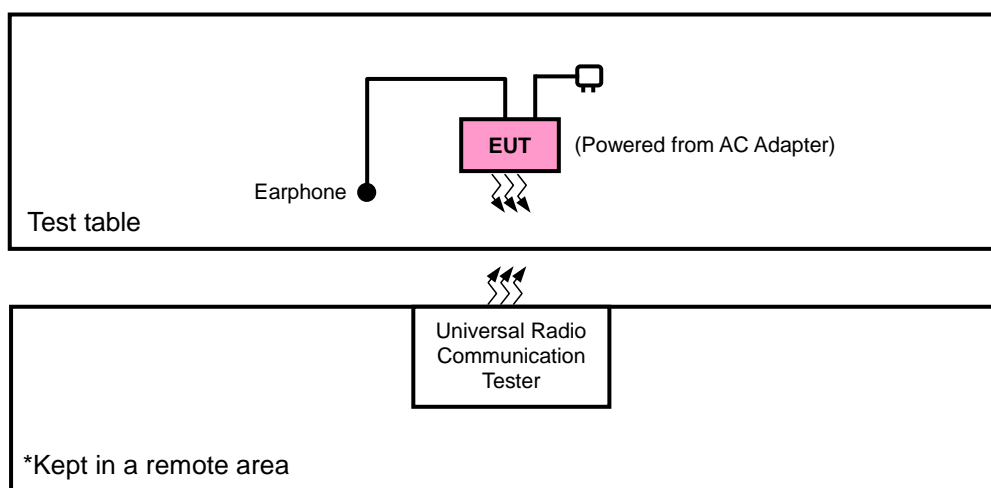 EUT
(Powered from AC Adapter)
Earphone
Test table
Universal Radio
Communication
Tester
*Kept in a remote area